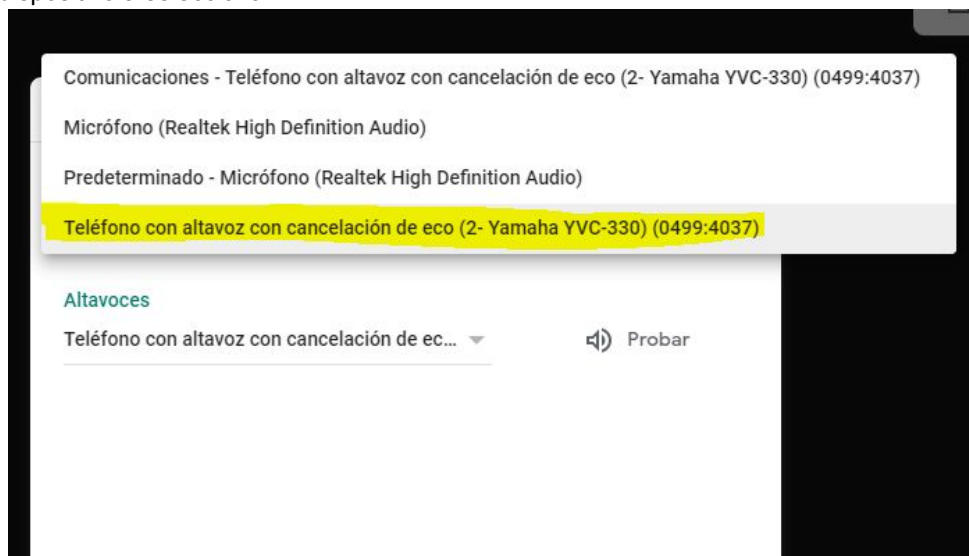 Comunicaciones - Teléfono con altavoz con cancelación de eco (2- Yamaha YVC-330) (0499:4037)
Micrófono (Realtek High Definition Audio)
Predeterminado - Micrófono (Realtek High Definition Audio)
Teléfono con altavoz con cancelación de eco (2- Yamaha YVC-330) (0499:4037)
Altavoces
Teléfono con altavoz con cancelación de ec...
Probar